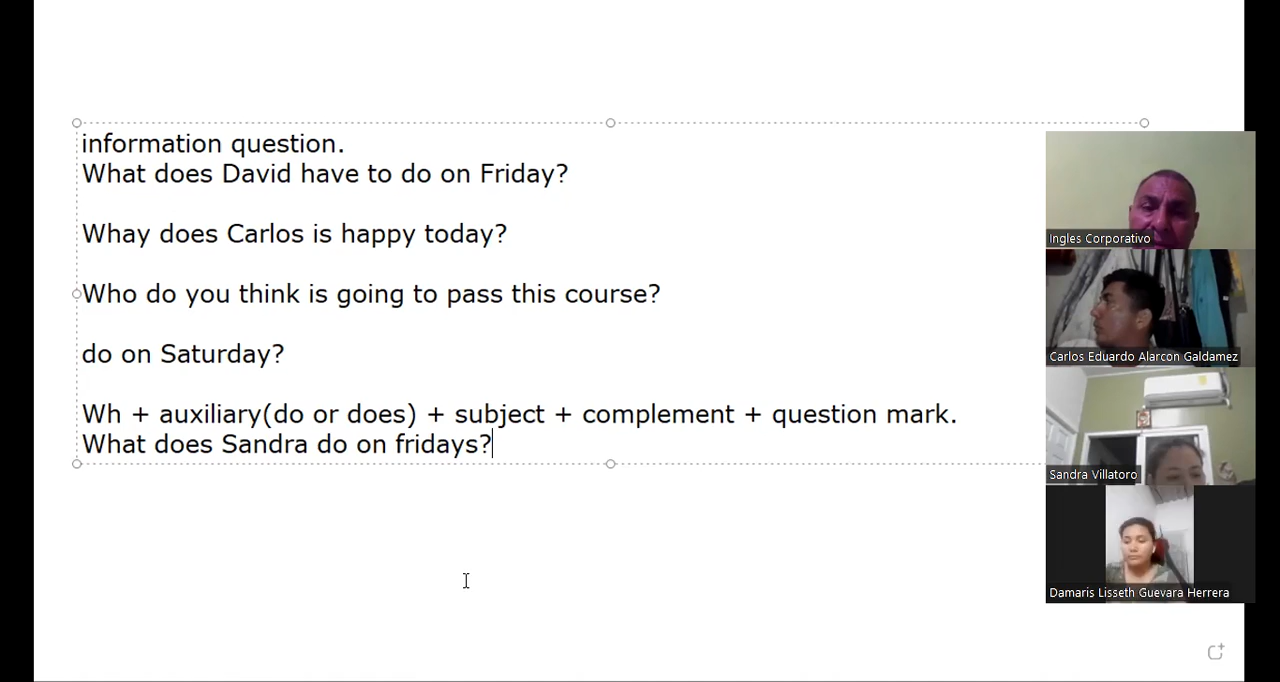 information question.
What does David have to do on Friday?
Whay does Carlos is happy today?
Who do you think is going to pass this course?
do on Saturday?
Wh + auxiliary(do or does) + subject + complement + question mark.
What does Sandra do on fridays?
Ingles Corporativo
Carlos Eduardo Alarcon Galdamez
Sandra Villatoro
Damaris Lisseth Guevara Herrera